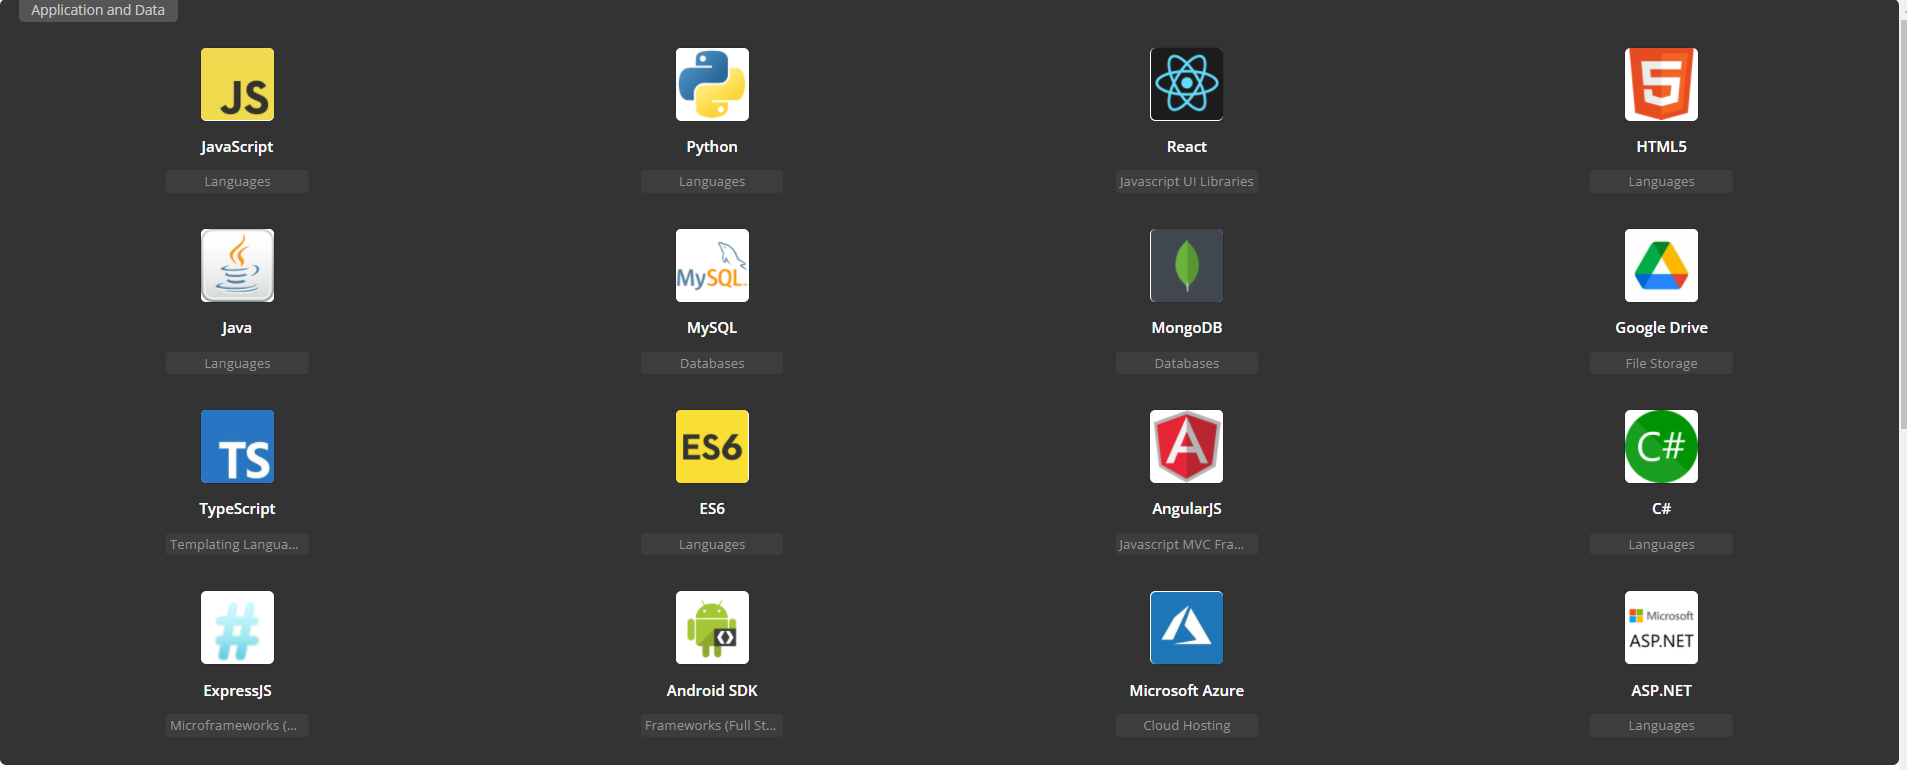 Application and Data
JS
JavaScript
Languages
Python
Languages
React
Javascript UI Libraries
5
HTML5
Languages
Java
Languages
MySQL
MySQL
Databases
MongoDB
Databases
Google Drive
File Storage
TS
TypeScript
Templating Langua...
ES6
ES6
Languages
A
AngularJS
Javascript MVC Fra...
C#
C#
Languages
#
ExpressJS
Microframeworks (...
<>
Android SDK
Frameworks (Full St...
Microsoft Azure
Cloud Hosting
Microsoft
ASP.NET
ASP.NET
Languages